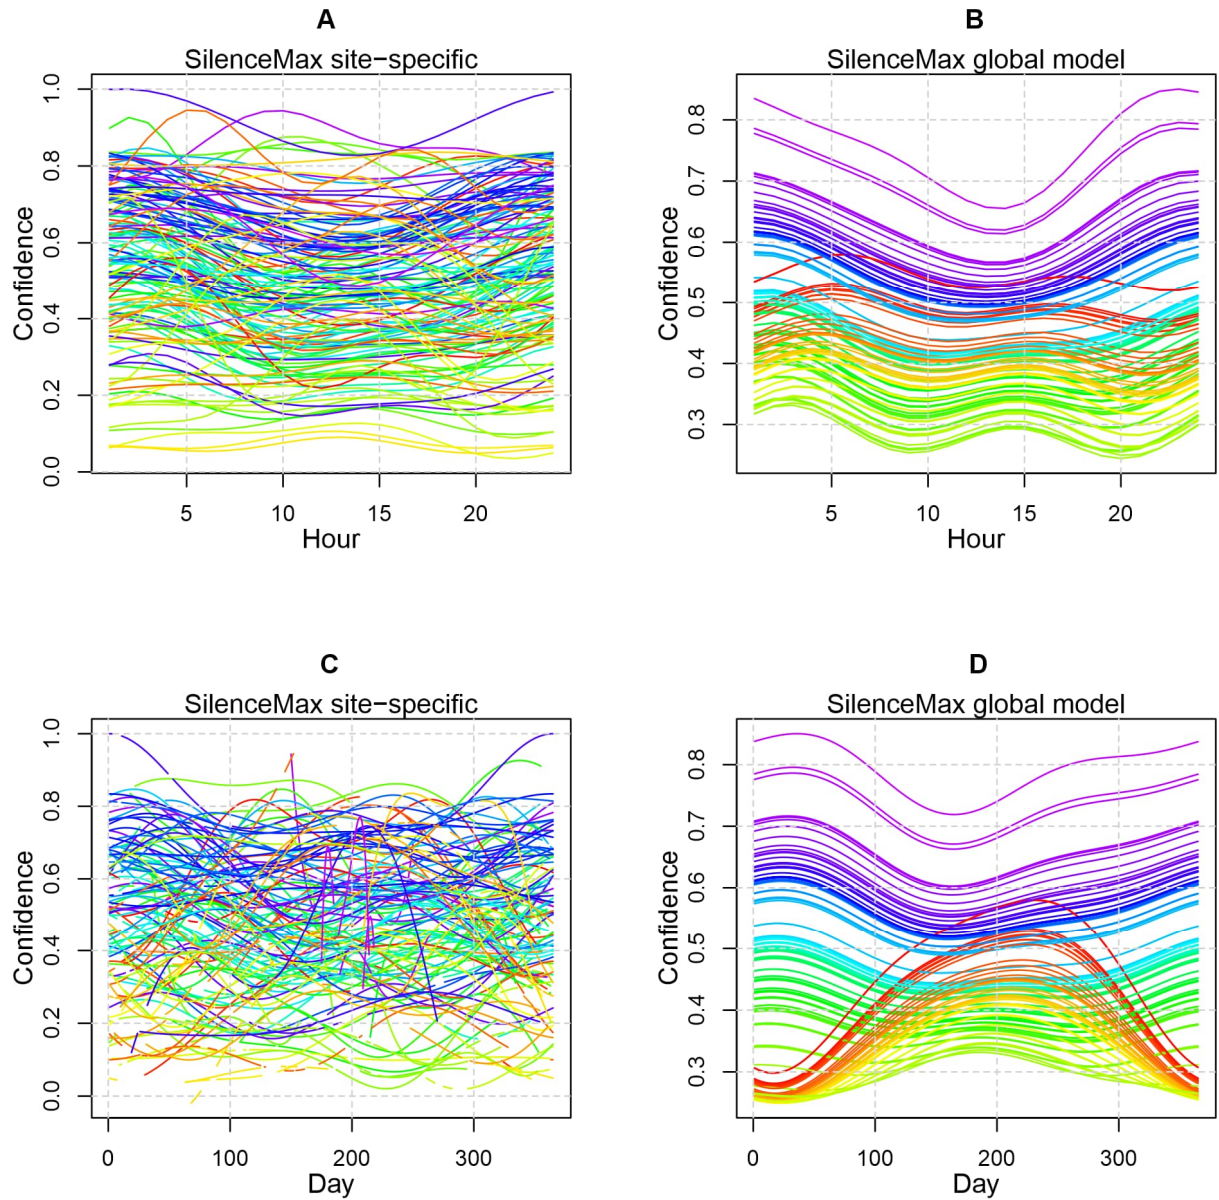 A
SilenceMax site−specific
Confidence
0.0 0.2 0.4 0.6 0.8 1.0
5 10 15 20
Hour
B
SilenceMax global model
Confidence
0.3 0.4 0.5 0.6 0.7 0.8
5 10 15 20
Hour
C
SilenceMax site−specific
Confidence
0.0 0.2 0.4 0.6 0.8 1.0
0 100 200 300
Day
D
SilenceMax global model
Confidence
0.3 0.4 0.5 0.6 0.7 0.8
0 100 200 300
Day